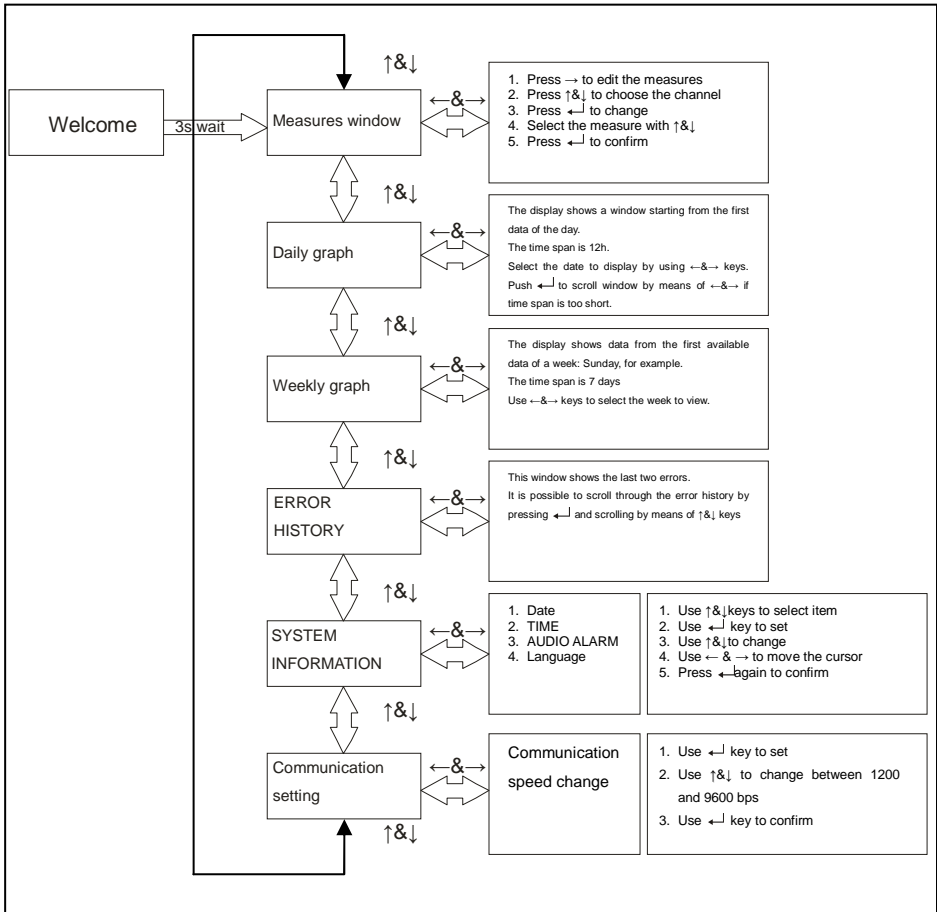 ↑&↓
Welcome
3s wait
Measures window
←&→
1. Press → to edit the measures
2. Press ↑&↓ to choose the channel
3. Press ↵ to change
4. Select the measure with ↑&↓
5. Press ↵ to confirm
↑&↓
Daily graph
←&→
The display shows a window starting from the first
data of the day.
The time span is 12h.
Select the date to display by using ←&→ keys.
Push ↵ to scroll window by means of ←&→ if
time span is too short.
↑&↓
Weekly graph
←&→
The display shows data from the first available
data of a week: Sunday, for example.
The time span is 7 days
Use ←&→ keys to select the week to view.
↑&↓
ERROR
HISTORY
←&→
This window shows the last two errors.
It is possible to scroll through the error history by
pressing ↵ and scrolling by means of ↑&↓ keys
↑&↓
SYSTEM
INFORMATION
←&→
1. Date
2. TIME
3. AUDIO ALARM
4. Language
1. Use ↑&↓keys to select item
2. Use ↵ key to set
3. Use ↑&↓to change
4. Use ← & → to move the cursor
5. Press ↵again to confirm
↑&↓
Communication
setting
←&→
Communication
speed change
1. Use ↵ key to set
2. Use ↑&↓ to change between 1200
and 9600 bps
3. Use ↵ key to confirm
↑&↓